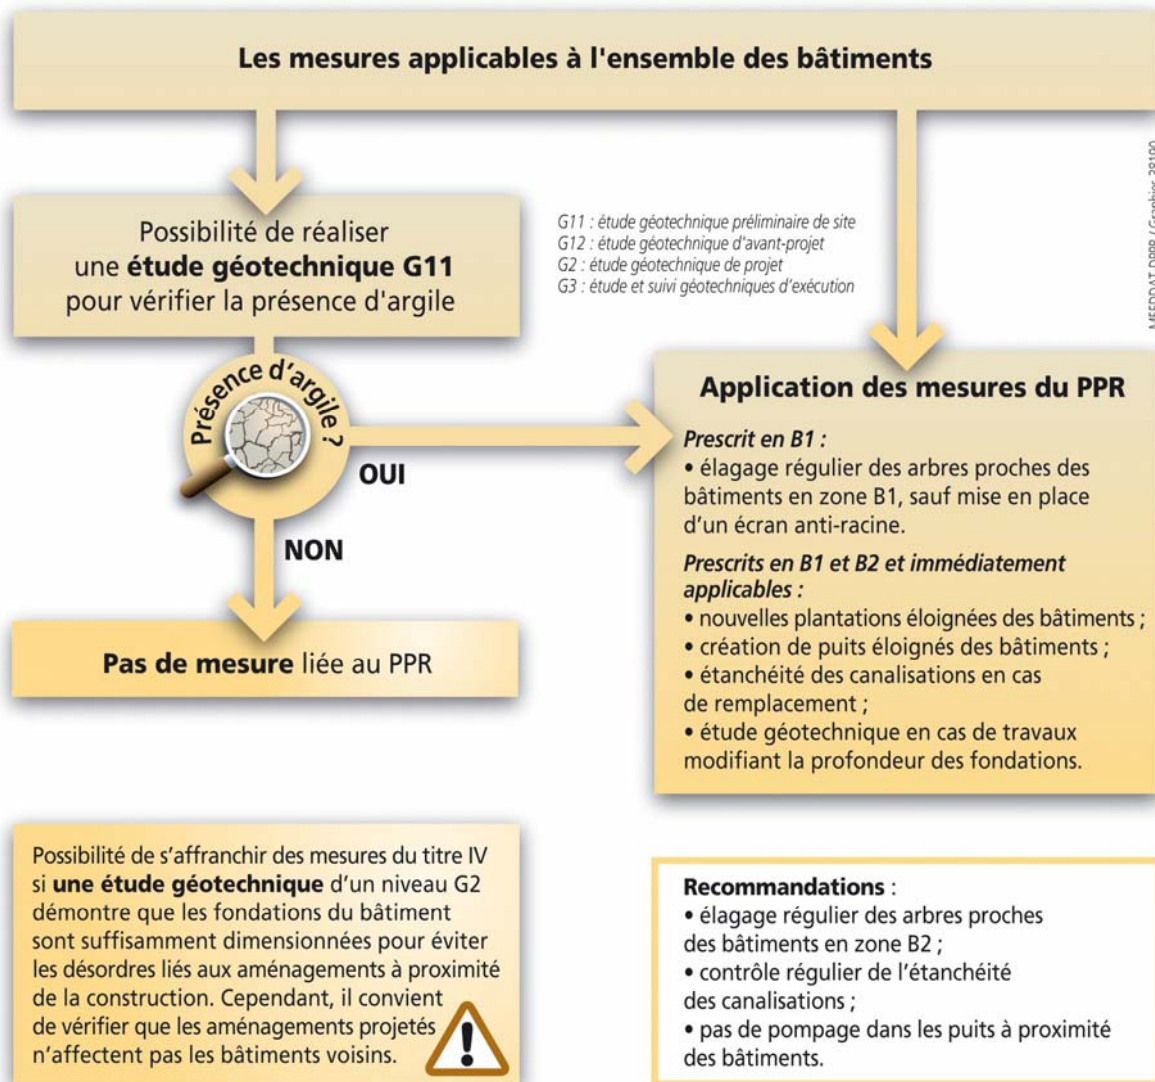 Les mesures applicables à l'ensemble des bâtiments
Possibilité de réaliser
une étude géotechnique G11
pour vérifier la présence d'argile
G11 : étude géotechnique préliminaire de site
G12 : étude géotechnique d'avant-projet
G2 : étude géotechnique de projet
G3 : étude et suivi géotechniques d'exécution
Présence d'argile ?
OUI
NON
Pas de mesure liée au PPR
Application des mesures du PPR
Prescrit en B1 :
• élagage régulier des arbres proches des
bâtiments en zone B1, sauf mise en place
d'un écran anti-racine.
Prescrits en B1 et B2 et immédiatement
applicables :
• nouvelles plantations éloignées des bâtiments ;
• création de puits éloignés des bâtiments ;
• étanchéité des canalisations en cas
de remplacement ;
• étude géotechnique en cas de travaux
modifiant la profondeur des fondations.
Possibilité de s'affranchir des mesures du titre IV
si une étude géotechnique d'un niveau G2
démontre que les fondations du bâtiment
sont suffisamment dimensionnées pour éviter
les désordres liés aux aménagements à proximité
de la construction. Cependant, il convient
de vérifier que les aménagements projetés
n'affectent pas les bâtiments voisins.
!
Recommandations :
• élagage régulier des arbres proches
des bâtiments en zone B2 ;
• contrôle régulier de l'étanchéité
des canalisations ;
• pas de pompage dans les puits à proximité
des bâtiments.